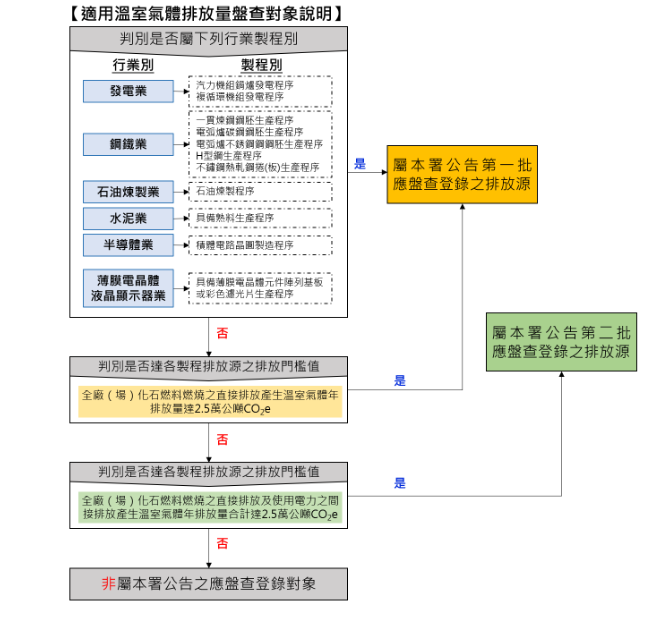 【適用溫室氣體排放量盤查對象說明】
判別是否屬下列行業製程別
行業別
製程別
發電業
汽力機組鍋爐發電程序
複循環機組發電程序
鋼鐵業
一貫煉鋼鋼胚生產程序
電弧爐碳鋼鋼胚生產程序
電弧爐不銹鋼鋼胚生產程序
H型鋼生產程序
不鏽鋼熱軋鋼捲(板)生產程序
石油煉製業
石油煉製程序
水泥業
具備熟料生產程序
半導體業
積體電路晶圓製造程序
薄膜電晶體
液晶顯示器業
具備薄膜電晶體元件陣列基板
或彩色濾光片生產程序
是
屬本署公告第一批
應盤查登錄之排放源
否
判別是否達各製程排放源之排放門檻值
全廠（場）化石燃料燃燒之直接排放產生溫室氣體年
排放量達2.5萬公噸CO₂e
是
屬本署公告第二批
應盤查登錄之排放源
否
判別是否達各製程排放源之排放門檻值
全廠（場）化石燃料燃燒之直接排放及使用電力之間
接排放產生溫室氣體年排放量合計達2.5萬公噸CO₂e
是
否
非屬本署公告之應盤查登錄對象